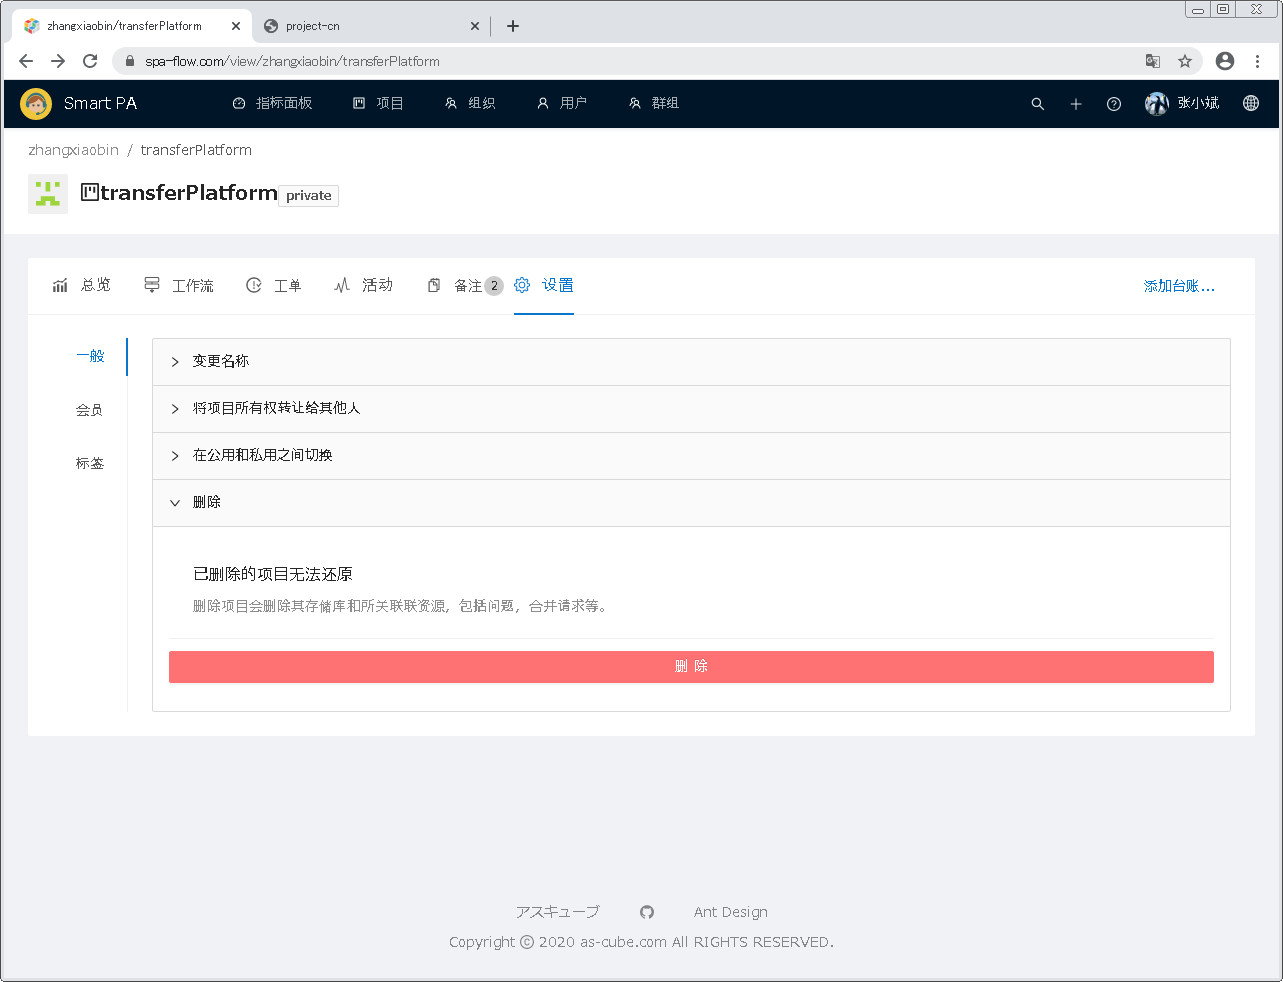 zhangxiaobin/transferPlatform
project-cn
spa-flow.com/view/zhangxiaobin/transferPlatform
Smart PA 指标面板 项目 组织 用户 群组 张小斌
zhangxiaobin / transferPlatform
transferPlatform private
总览 工作流 工单 活动 备注 2 设置 添加台账...
一般
会员
标签
变更名称
将项目所有权转让给其他人
在公用和私用之间切换
删除
已删除的项目无法还原
删除项目会删除其存储库和所关联联资源，包括问题，合并请求等。
删 除
アスキューブ Ant Design
Copyright © 2020 as-cube.com All RIGHTS RESERVED.